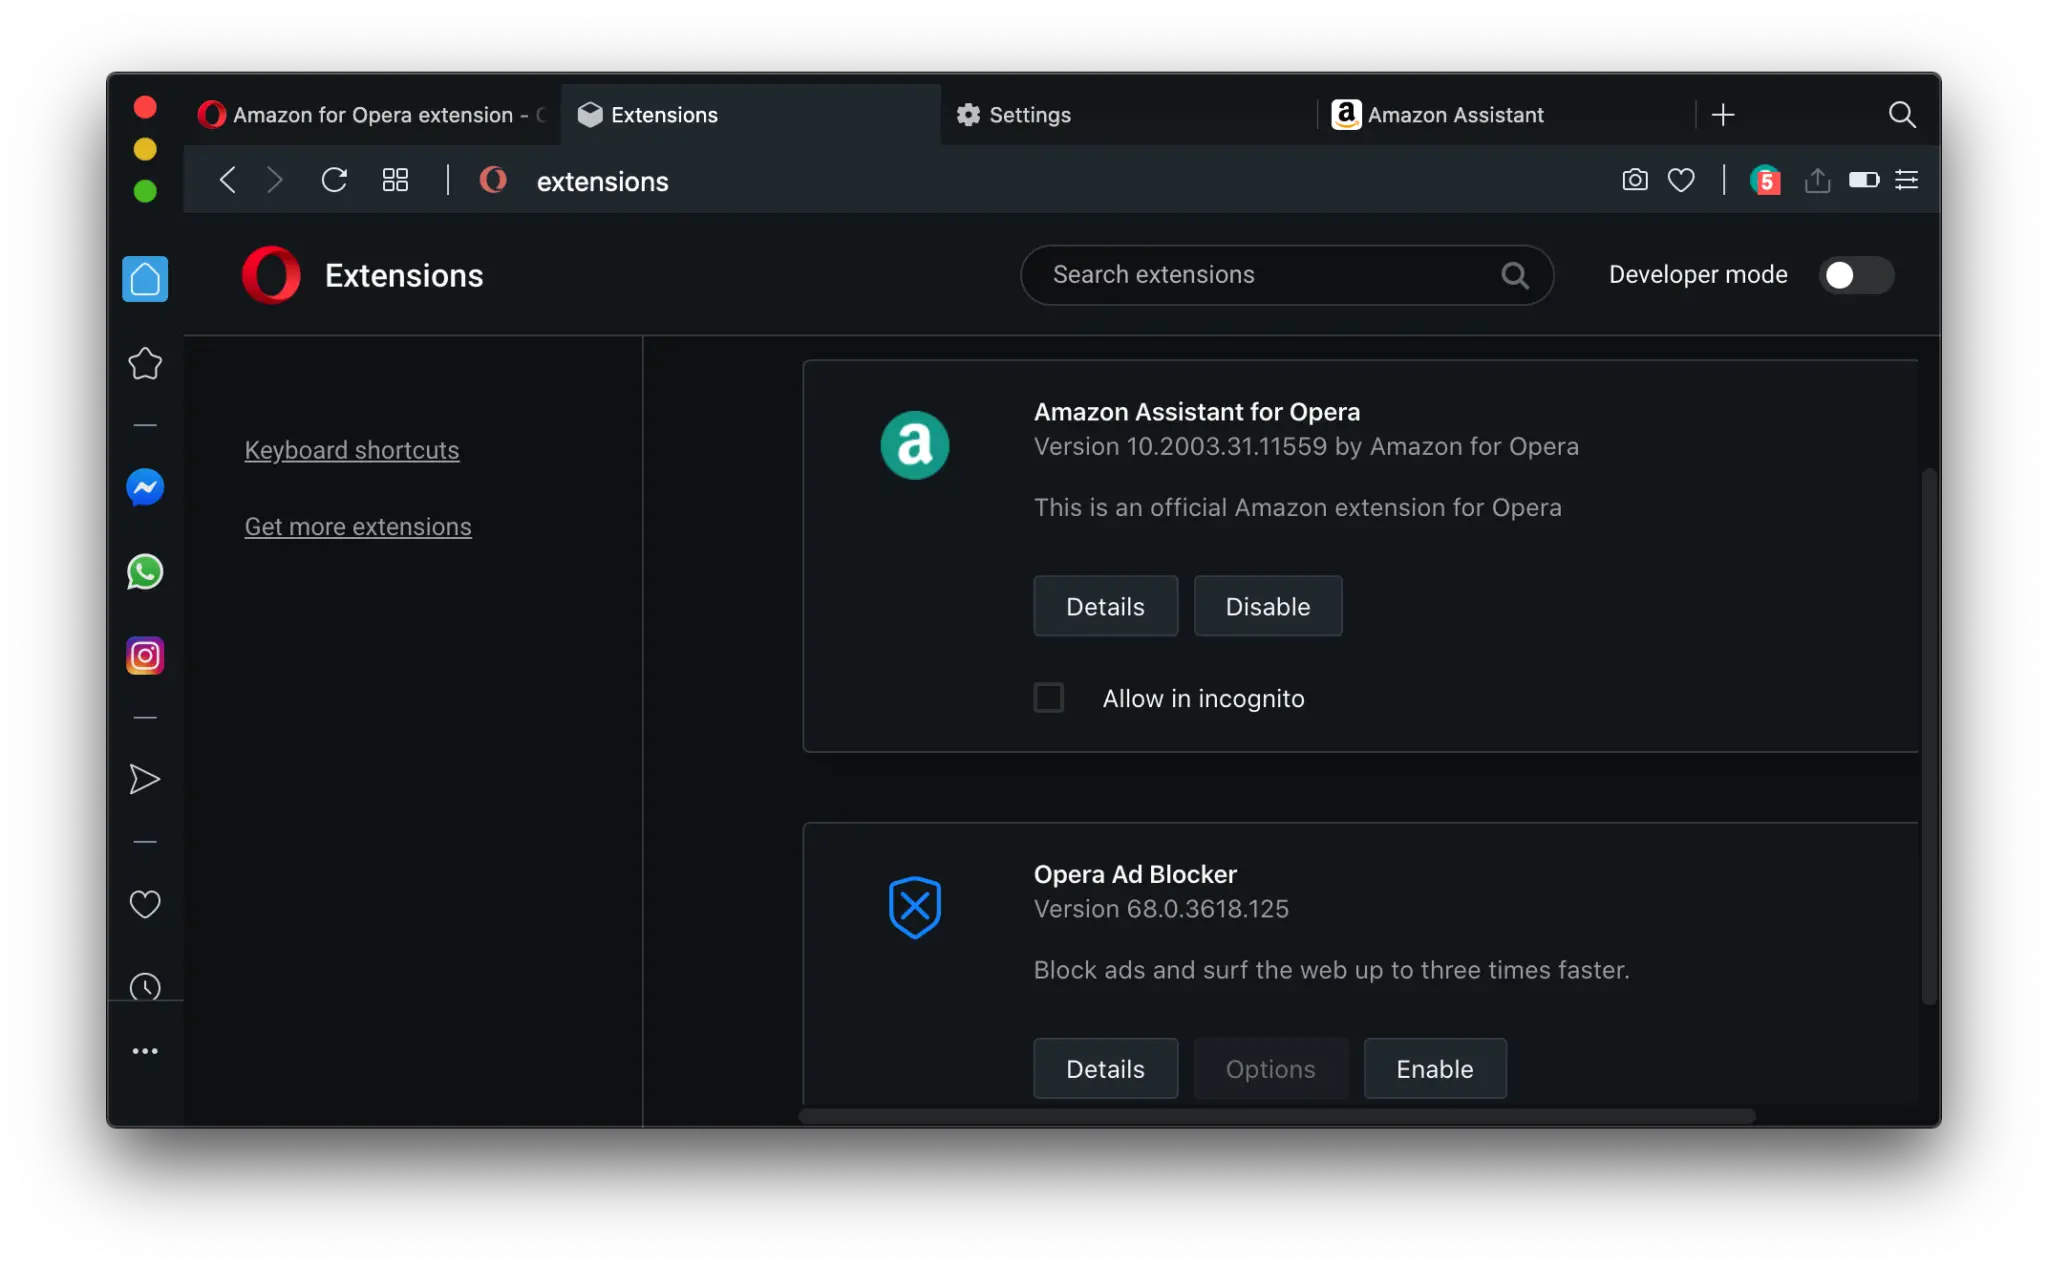 Amazon for Opera extension -
Extensions
Settings
Amazon Assistant
extensions
5
Extensions
Search extensions
Developer mode
Keyboard shortcuts
Get more extensions
a
Amazon Assistant for Opera
Version 10.2003.31.11559 by Amazon for Opera
This is an official Amazon extension for Opera
Details
Disable
Allow in incognito
Opera Ad Blocker
Version 68.0.3618.125
Block ads and surf the web up to three times faster.
Details
Options
Enable